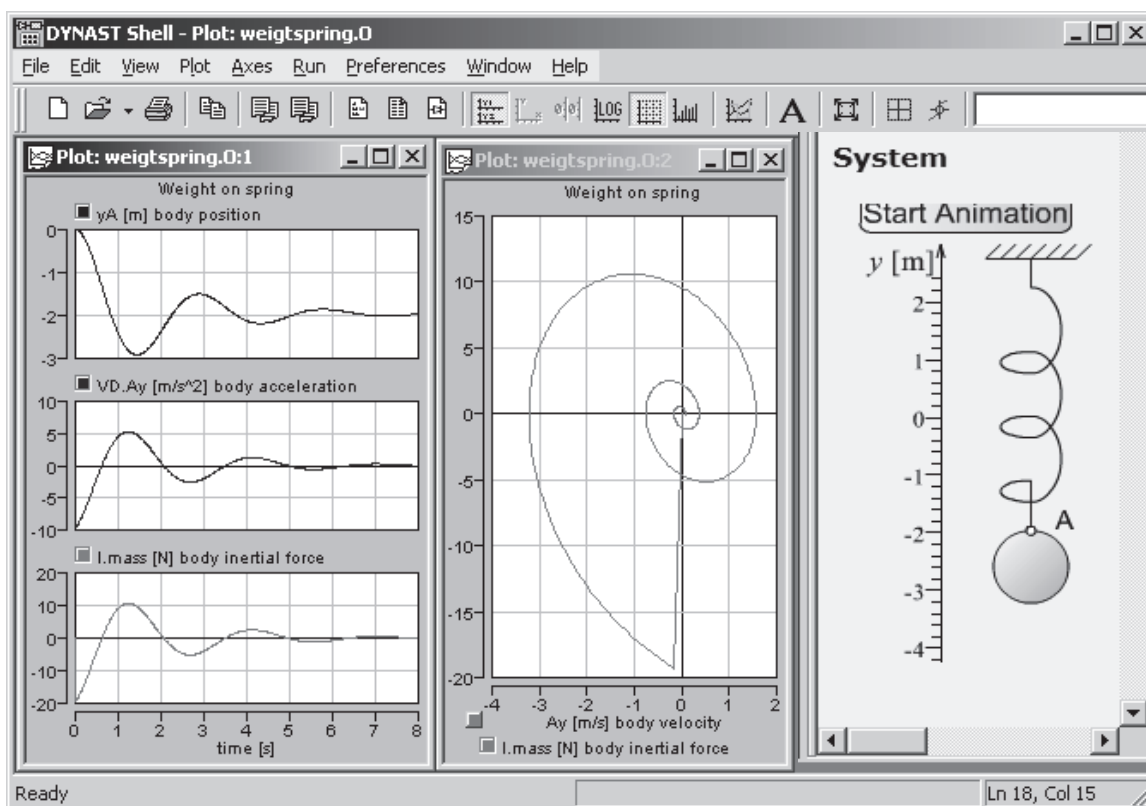 DYNAST Shell - Plot: weigtspring.O
File Edit View Plot Axes Run Preferences Window Help
LOG A
Plot: weigtspring.O:1
Weight on spring
yA [m] body position
0
-1
-2
-3
VD.Ay [m/s^2] body acceleration
10
5
0
-5
-10
I.mass [N] body inertial force
20
10
0
-10
-20
0 1 2 3 4 5 6 7 8
time [s]
Plot: weigtspring.O:2
Weight on spring
15
10
5
0
-5
-10
-15
-20
-4 -3 -2 -1 0 1 2
Ay [m/s] body velocity
I.mass [N] body inertial force
System
Start Animation
y [m]
2
1
0
-1
-2
-3
-4
A
Ready
Ln 18, Col 15